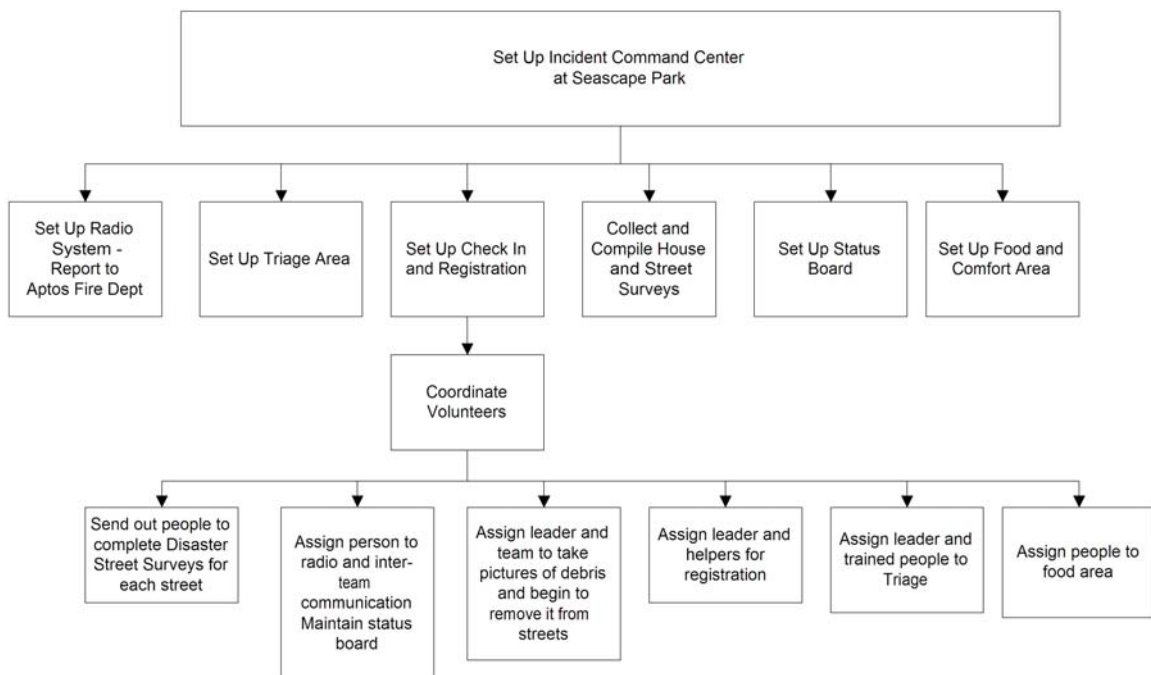 Set Up Incident Command Center
at Seascape Park
Set Up Radio
System -
Report to
Aptos Fire Dept
Set Up Triage Area
Set Up Check In
and Registration
Collect and
Compile House
and Street
Surveys
Set Up Status
Board
Set Up Food and
Comfort Area
Coordinate
Volunteers
Send out people to
complete Disaster
Street Surveys for
each street
Assign person to
radio and inter-
team
communication
Maintain status
board
Assign leader and
team to take
pictures of debris
and begin to
remove it from
streets
Assign leader and
helpers for
registration
Assign leader and
trained people to
Triage
Assign people to
food area